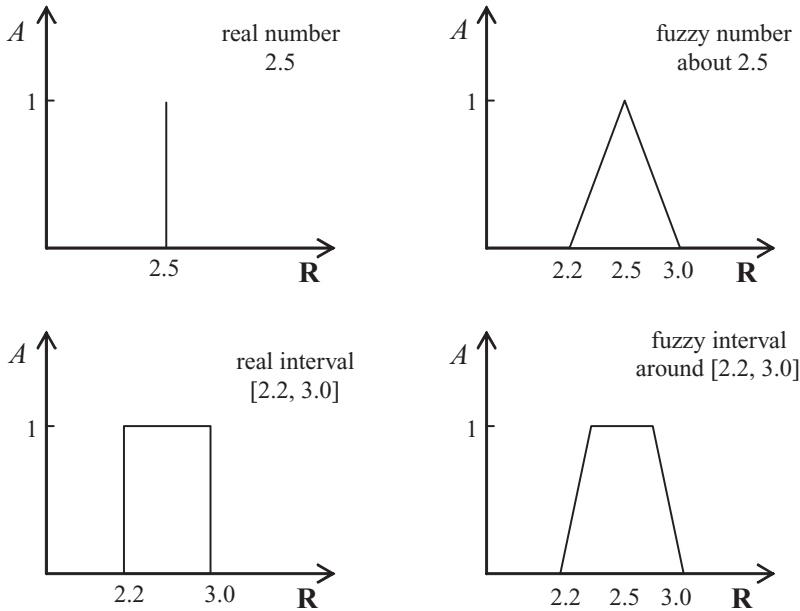 A
real number
2.5
1
2.5
R
A
fuzzy number
about 2.5
1
2.2 2.5 3.0
R
A
real interval
[2.2, 3.0]
1
2.2 3.0
R
A
fuzzy interval
around [2.2, 3.0]
1
2.2 2.5 3.0
R